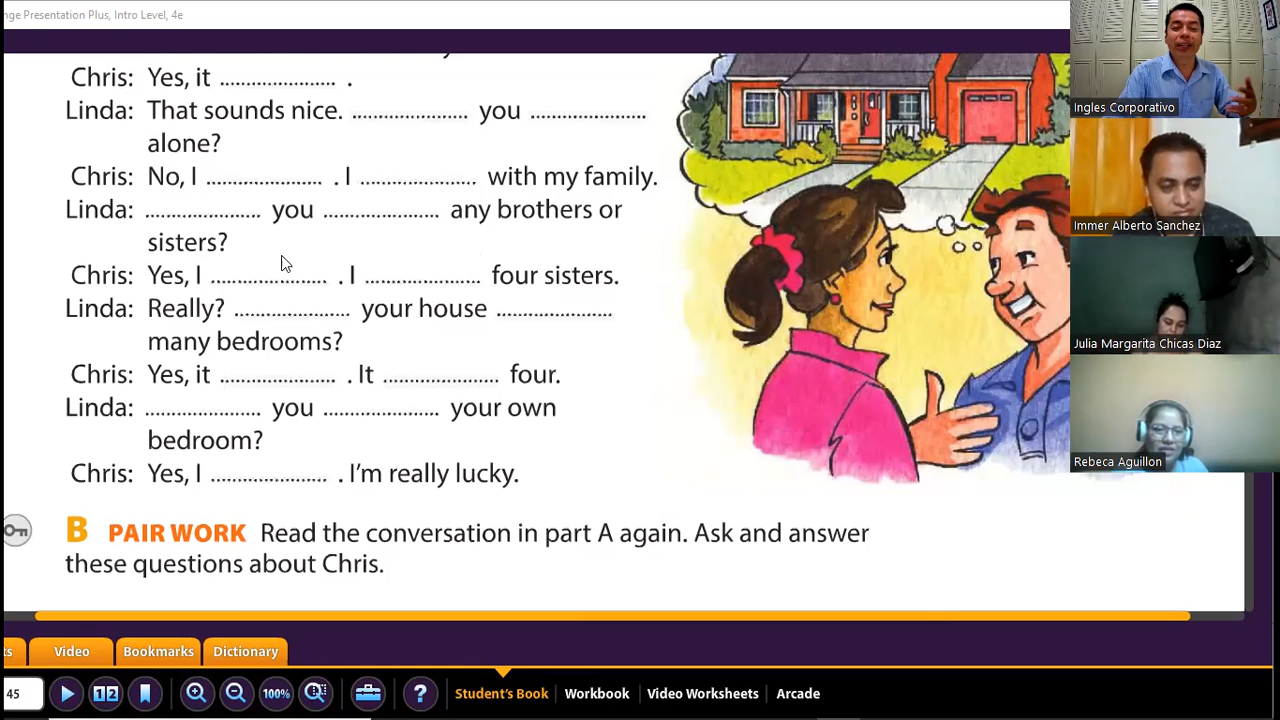 nge Presentation Plus, Intro Level, 4e
Chris: Yes, it .................... .
Linda: That sounds nice. .................... you ....................
alone?
Chris: No, I .................... . I .................... with my family.
Linda: .................... you .................... any brothers or
sisters?
Chris: Yes, I .................... . I .................... four sisters.
Linda: Really? .................... your house ....................
many bedrooms?
Chris: Yes, it .................... . It .................... four.
Linda: .................... you .................... your own
bedroom?
Chris: Yes, I .................... . I'm really lucky.
B PAIR WORK Read the conversation in part A again. Ask and answer
these questions about Chris.
Ingles Corporativo
Immer Alberto Sanchez
Julia Margarita Chicas Diaz
Rebeca Aguillon
ts Video Bookmarks Dictionary
45 1 2 100% ? Student's Book Workbook Video Worksheets Arcade